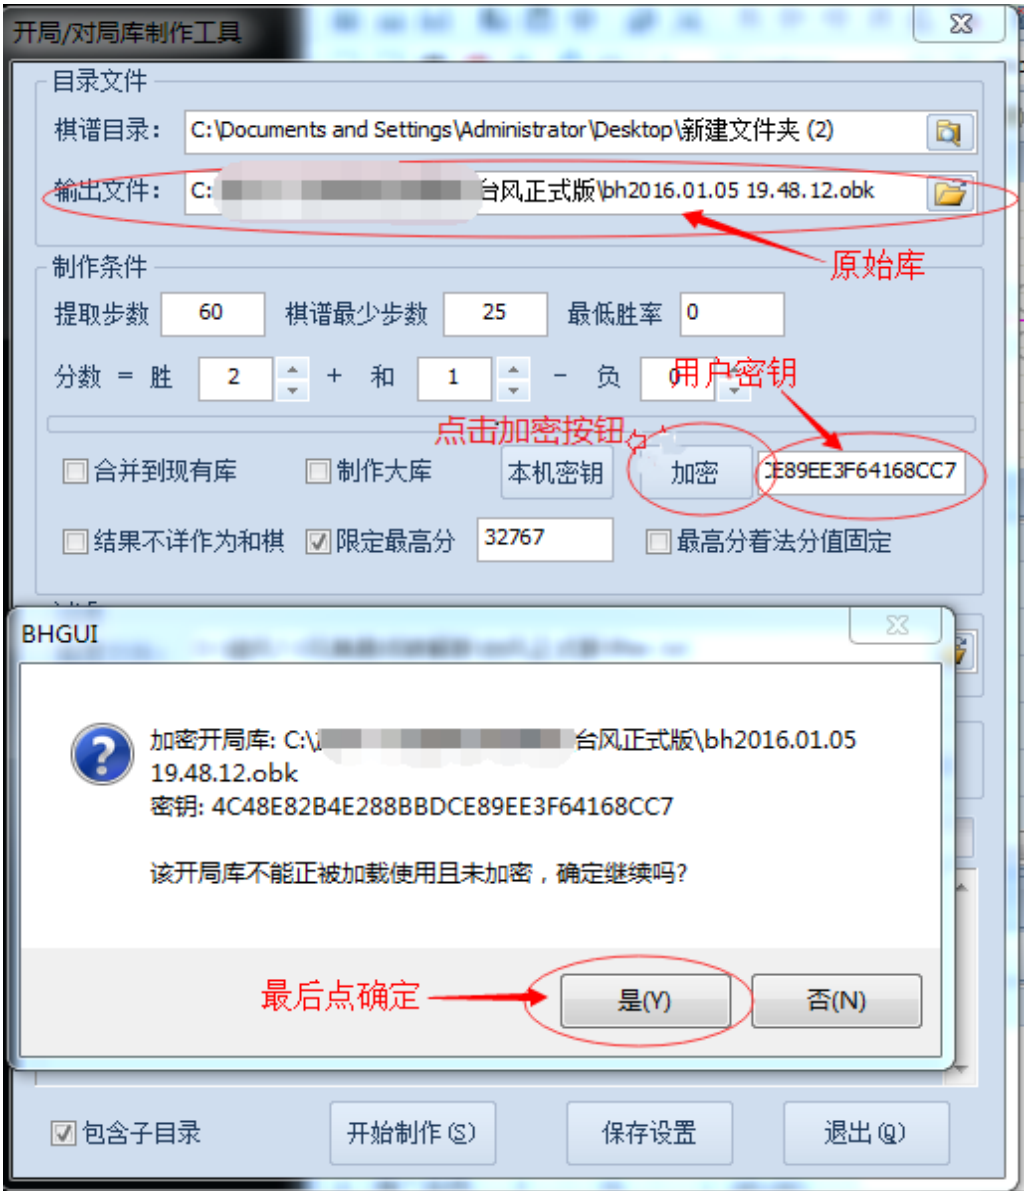 开局/对局库制作工具
目录文件
棋谱目录: C:\Documents and Settings\Administrator\Desktop\新建文件夹 (2)
输出文件: C: 台风正式版\bh2016.01.05 19.48.12.obk
原始库
制作条件
提取步数 60 棋谱最少步数 25 最低胜率 0
用户密钥
分数 = 胜 2 + 和 1 - 负 0
点击加密按钮
合并到现有库 制作大库 本机密钥 加密 CE89EE3F64168CC7
结果不详作为和棋 限定最高分 32767 最高分着法分值固定
BHGUI
加密开局库: C:\ 台风正式版\bh2016.01.05
19.48.12.obk
密钥: 4C48E82B4E288BBDCE89EE3F64168CC7
该开局库不能正被加载使用且未加密，确定继续吗?
最后点确定 是(Y) 否(N)
包含子目录 开始制作(S) 保存设置 退出(Q)